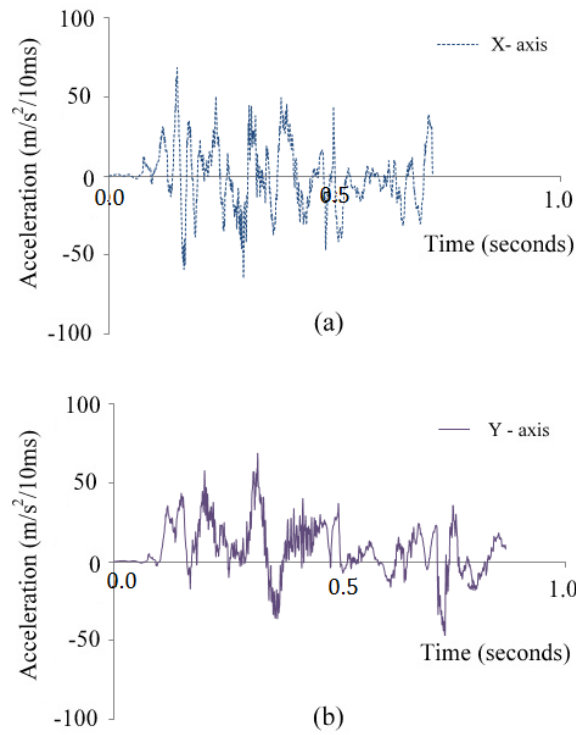 100
X- axis
50
0
0.0
0.5
1.0
-50
-100
Acceleration (m/s²/10ms)
Time (seconds)
(a)
100
Y - axis
50
0
0.0
0.5
1.0
-50
-100
Acceleration (m/s²/10ms)
Time (seconds)
(b)